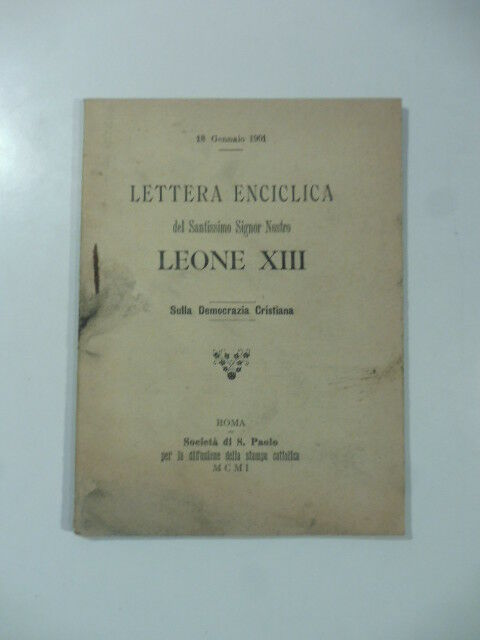 18 Gennaio 1901
LETTERA ENCICLICA
del Santissimo Signor Nostro
LEONE XIII
Sulla Democrazia Cristiana
ROMA
Società di S. Paolo
per la diffusione della stampa cattolica
MCMI